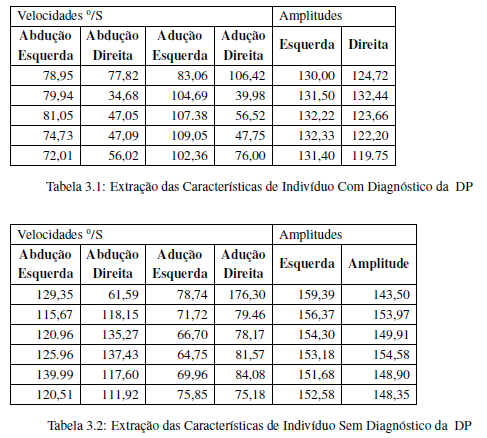 Velocidades º/S Amplitudes
Abdução Esquerda Abdução Direita Adução Esquerda Adução Direita Esquerda Direita
78,95 77,82 83,06 106,42 130,00 124,72
79,94 34,68 104,69 39,98 131,50 132,44
81,05 47,05 107.38 56,52 132,22 123,66
74,73 47,09 109,05 47,75 132,33 122,20
72,01 56,02 102,36 76,00 131,40 119.75
Tabela 3.1: Extração das Características de Indivíduo Com Diagnóstico da DP
Velocidades º/S Amplitudes
Abdução Esquerda Abdução Direita Adução Esquerda Adução Direita Esquerda Amplitude
129,35 61,59 78,74 176,30 159,39 143,50
115,67 118,15 71,72 79.46 156,37 153,97
120.96 135,27 66,70 78,17 154,30 149,91
125.96 137,43 64,75 81,57 153,18 154,58
139.99 117,60 69,96 84,08 151,68 148,90
120,51 111,92 75,85 75,18 152,58 148,35
Tabela 3.2: Extração das Características de Indivíduo Sem Diagnóstico da DP